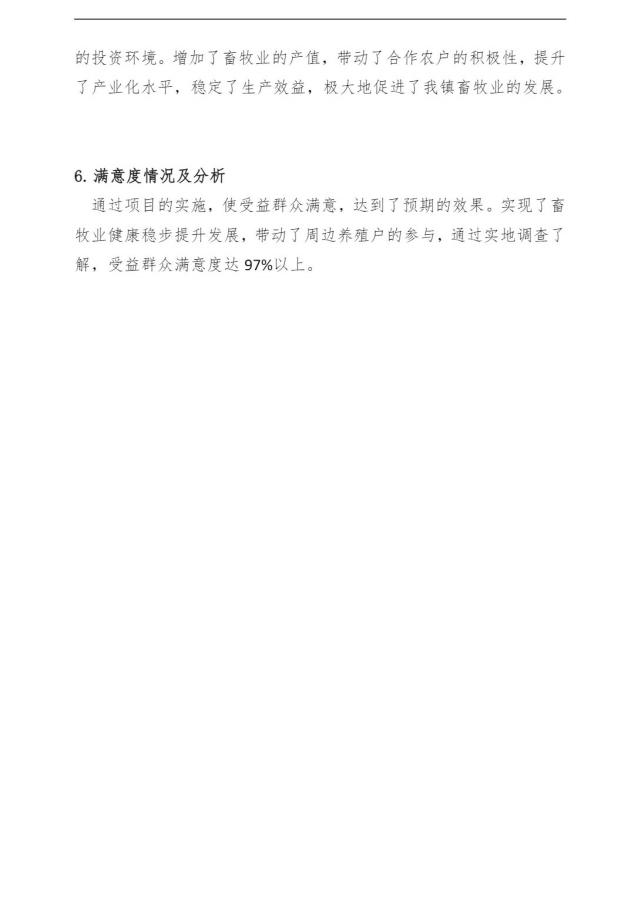 的投资环境。增加了畜牧业的产值，带动了合作农户的积极性，提升
了产业化水平，稳定了生产效益，极大地促进了我镇畜牧业的发展。
6. 满意度情况及分析
通过项目的实施，使受益群众满意，达到了预期的效果。实现了畜
牧业健康稳步提升发展，带动了周边养殖户的参与，通过实地调查了
解，受益群众满意度达 97%以上。